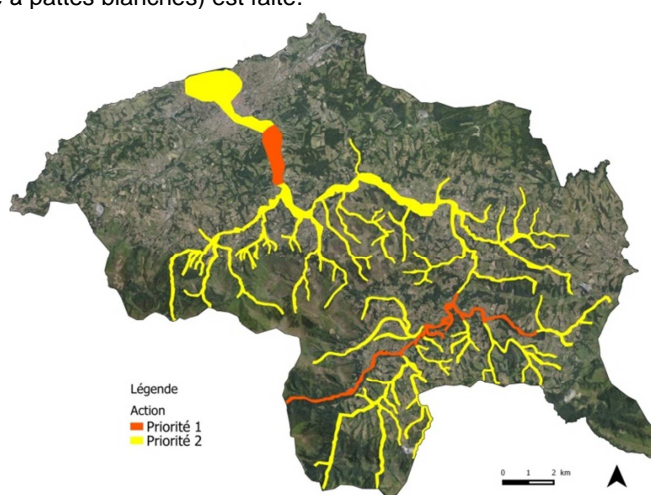 à pattes blanches) est faite.
Légende
Action
Priorité 1
Priorité 2
0 1 2 km